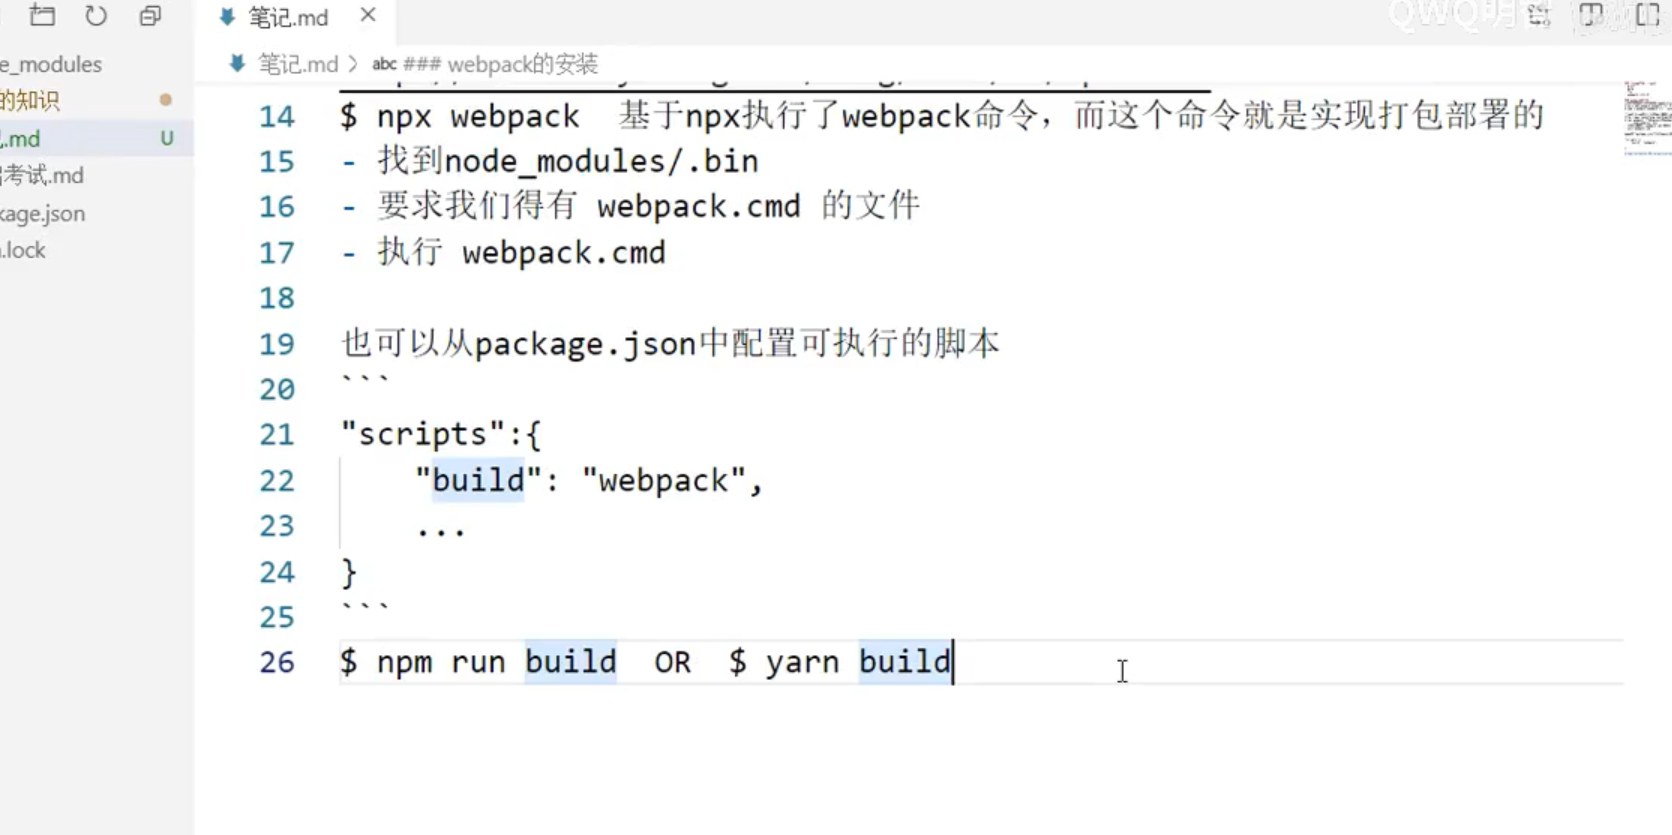 笔记.md
笔记.md > abc ### webpack的安装
e_modules
的知识
.md U
考试.md
kage.json
.lock
14 $ npx webpack 基于npx执行了webpack命令，而这个命令就是实现打包部署的
15 - 找到node_modules/.bin
16 - 要求我们得有 webpack.cmd 的文件
17 - 执行 webpack.cmd
18
19 也可以从package.json中配置可执行的脚本
20 ```
21 "scripts":{
22 "build": "webpack",
23 ...
24 }
25 ```
26 $ npm run build OR $ yarn build